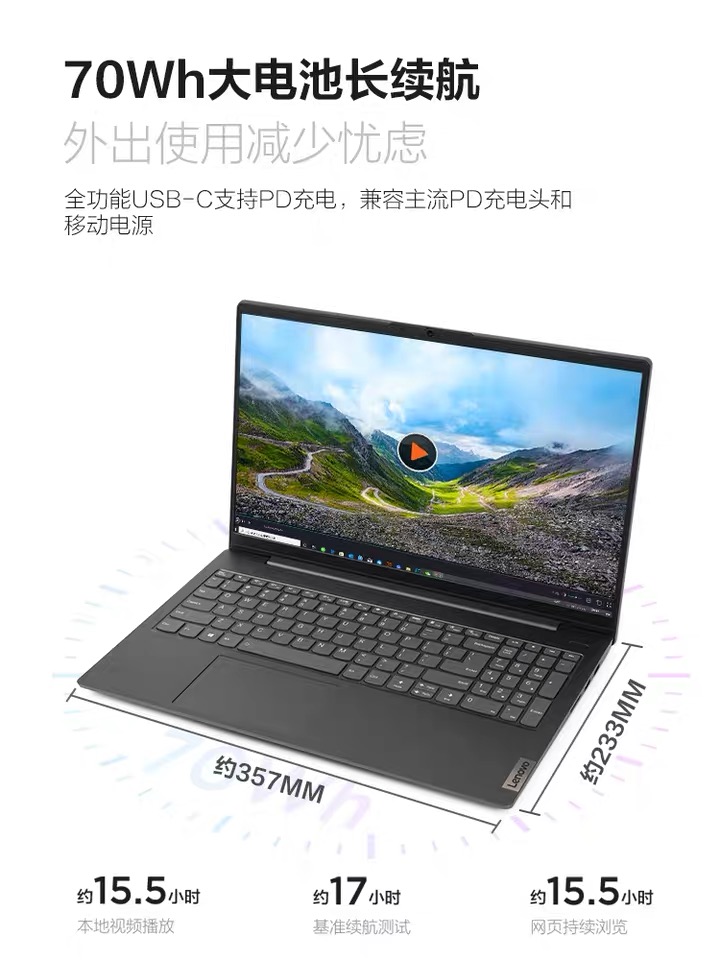 70Wh大电池长续航
外出使用减少忧虑
全功能USB-C支持PD充电，兼容主流PD充电头和
移动电源
约357MM
约233MM
Lenovo
70Wh
约15.5小时
约17小时
约15.5小时
本地视频播放
基准续航测试
网页持续浏览